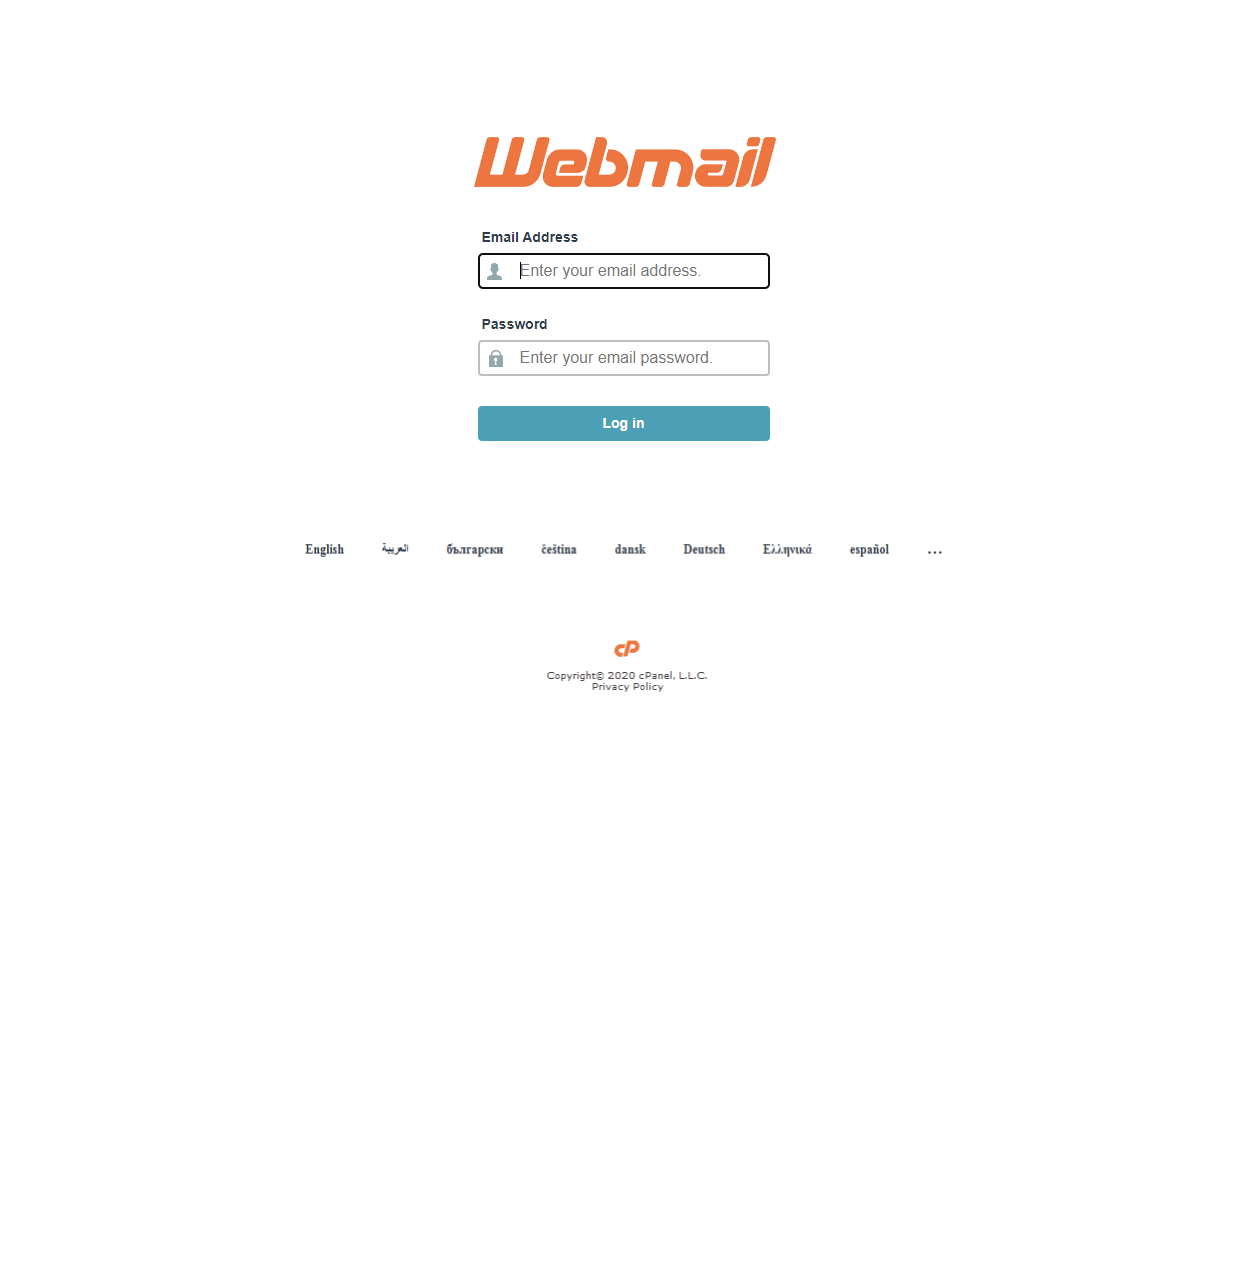 Webmail
Email Address
Enter your email address.
Password
Enter your email password.
Log in
English العربية български čeština dansk Deutsch Ελληνικά español ...
cP
Copyright© 2020 cPanel, L.L.C.
Privacy Policy